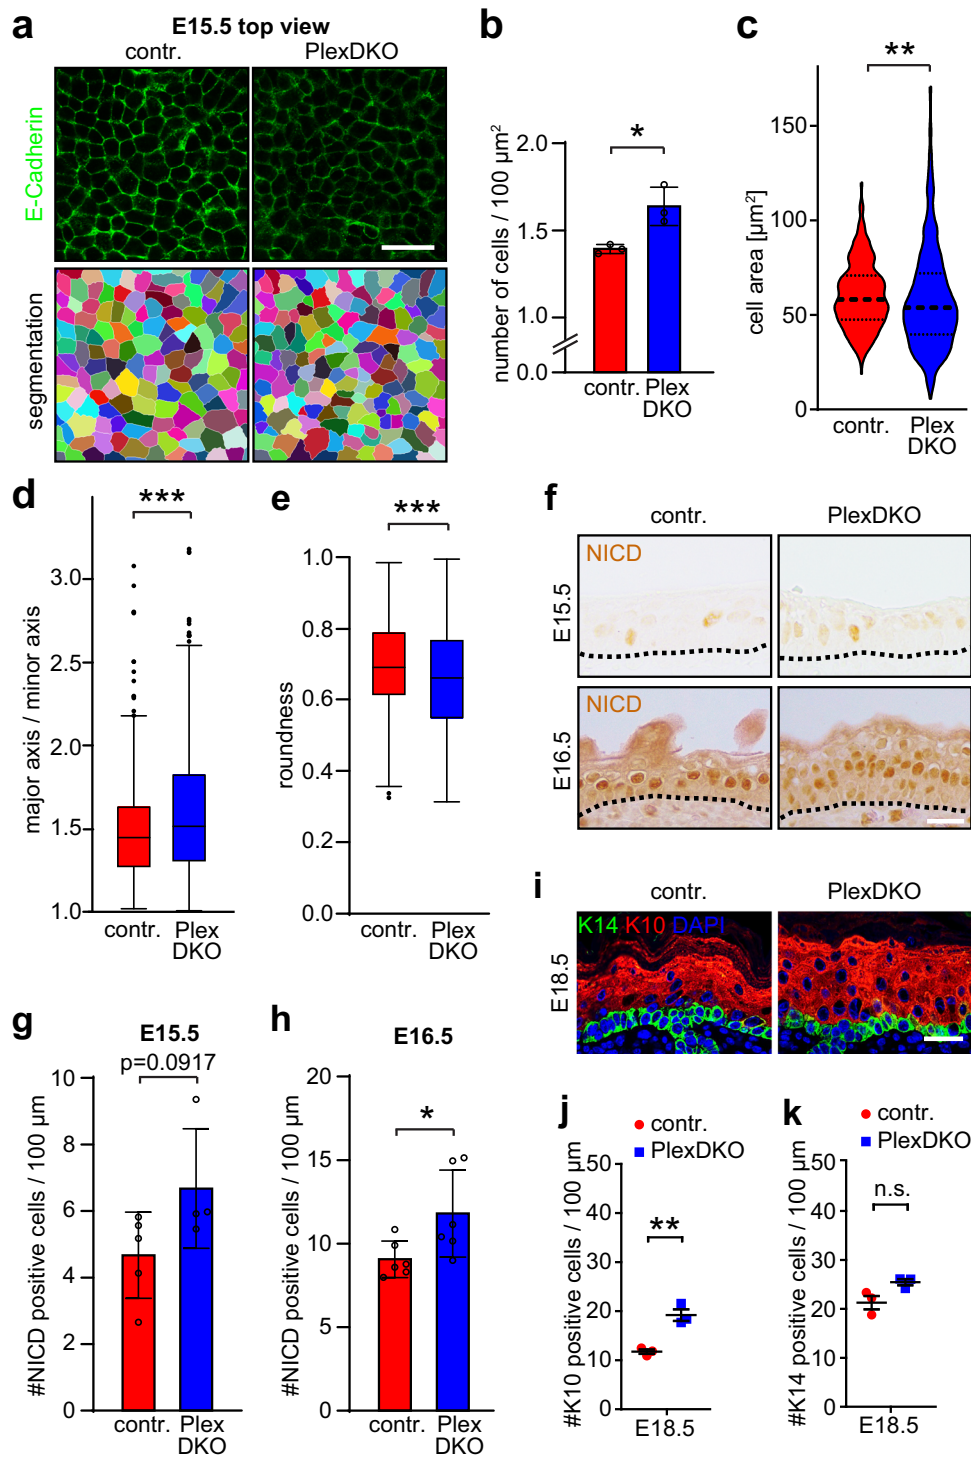 a
E15.5 top view
contr.
PlexDKO
E-Cadherin
segmentation
b
number of cells / 100 µm²
2.0
1.5
1.0
0.0
*
contr.
Plex
DKO
c
cell area [µm²]
150
100
50
0
**
contr.
Plex
DKO
d
major axis / minor axis
3.0
2.5
2.0
1.5
1.0
***
contr.
Plex
DKO
e
roundness
1.0
0.8
0.6
0.4
0.2
0.0
***
contr.
Plex
DKO
f
contr.
PlexDKO
E15.5
NICD
E16.5
NICD
g
E15.5
p=0.0917
#NICD positive cells / 100 µm
10
8
6
4
2
0
contr.
Plex
DKO
h
E16.5
#NICD positive cells / 100 µm
20
15
10
5
0
*
contr.
Plex
DKO
i
contr.
PlexDKO
E18.5
K14 K10 DAPI
j
contr.
PlexDKO
#K10 positive cells / 100 µm
50
40
30
20
10
0
**
E18.5
k
contr.
PlexDKO
#K14 positive cells / 100 µm
50
40
30
20
10
0
n.s.
E18.5